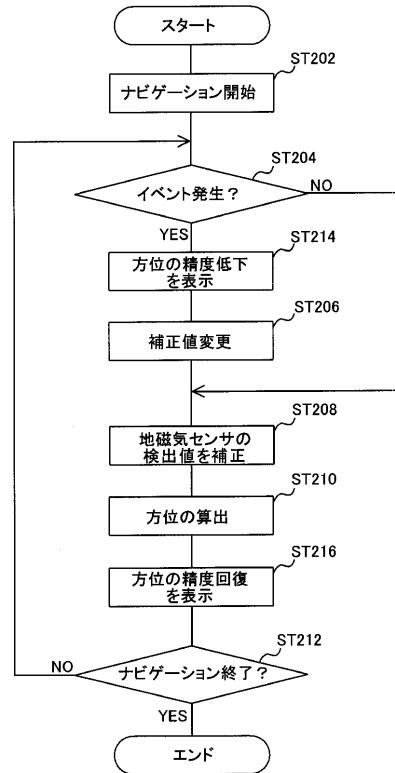 スタート
ST202
ナビゲーション開始
ST204
イベント発生？
NO
YES
ST214
方位の精度低下
を表示
ST206
補正値変更
ST208
地磁気センサの
検出値を補正
ST210
方位の算出
ST216
方位の精度回復
を表示
ST212
NO
ナビゲーション終了？
YES
エンド